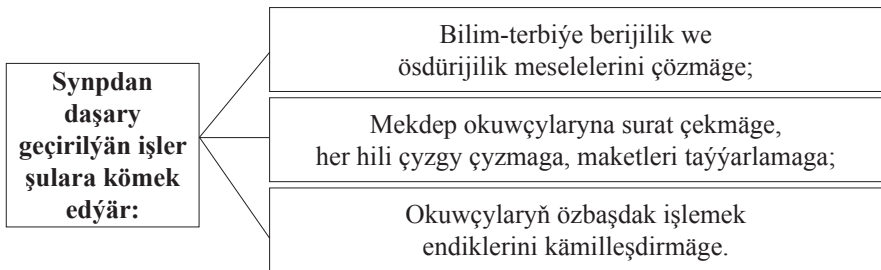 Synpdan
daşary
geçirilýän işler
şulara kömek
edýär:
Bilim-terbiýe berijilik we
ösdürijilik meselelerini çözmäge;
Mekdep okuwçylaryna surat çekmäge,
her hili çyzgy çyzmaga, maketleri taýýarlamaga;
Okuwçylaryň özbaşdak işlemek
endiklerini kämilleşdirmäge.